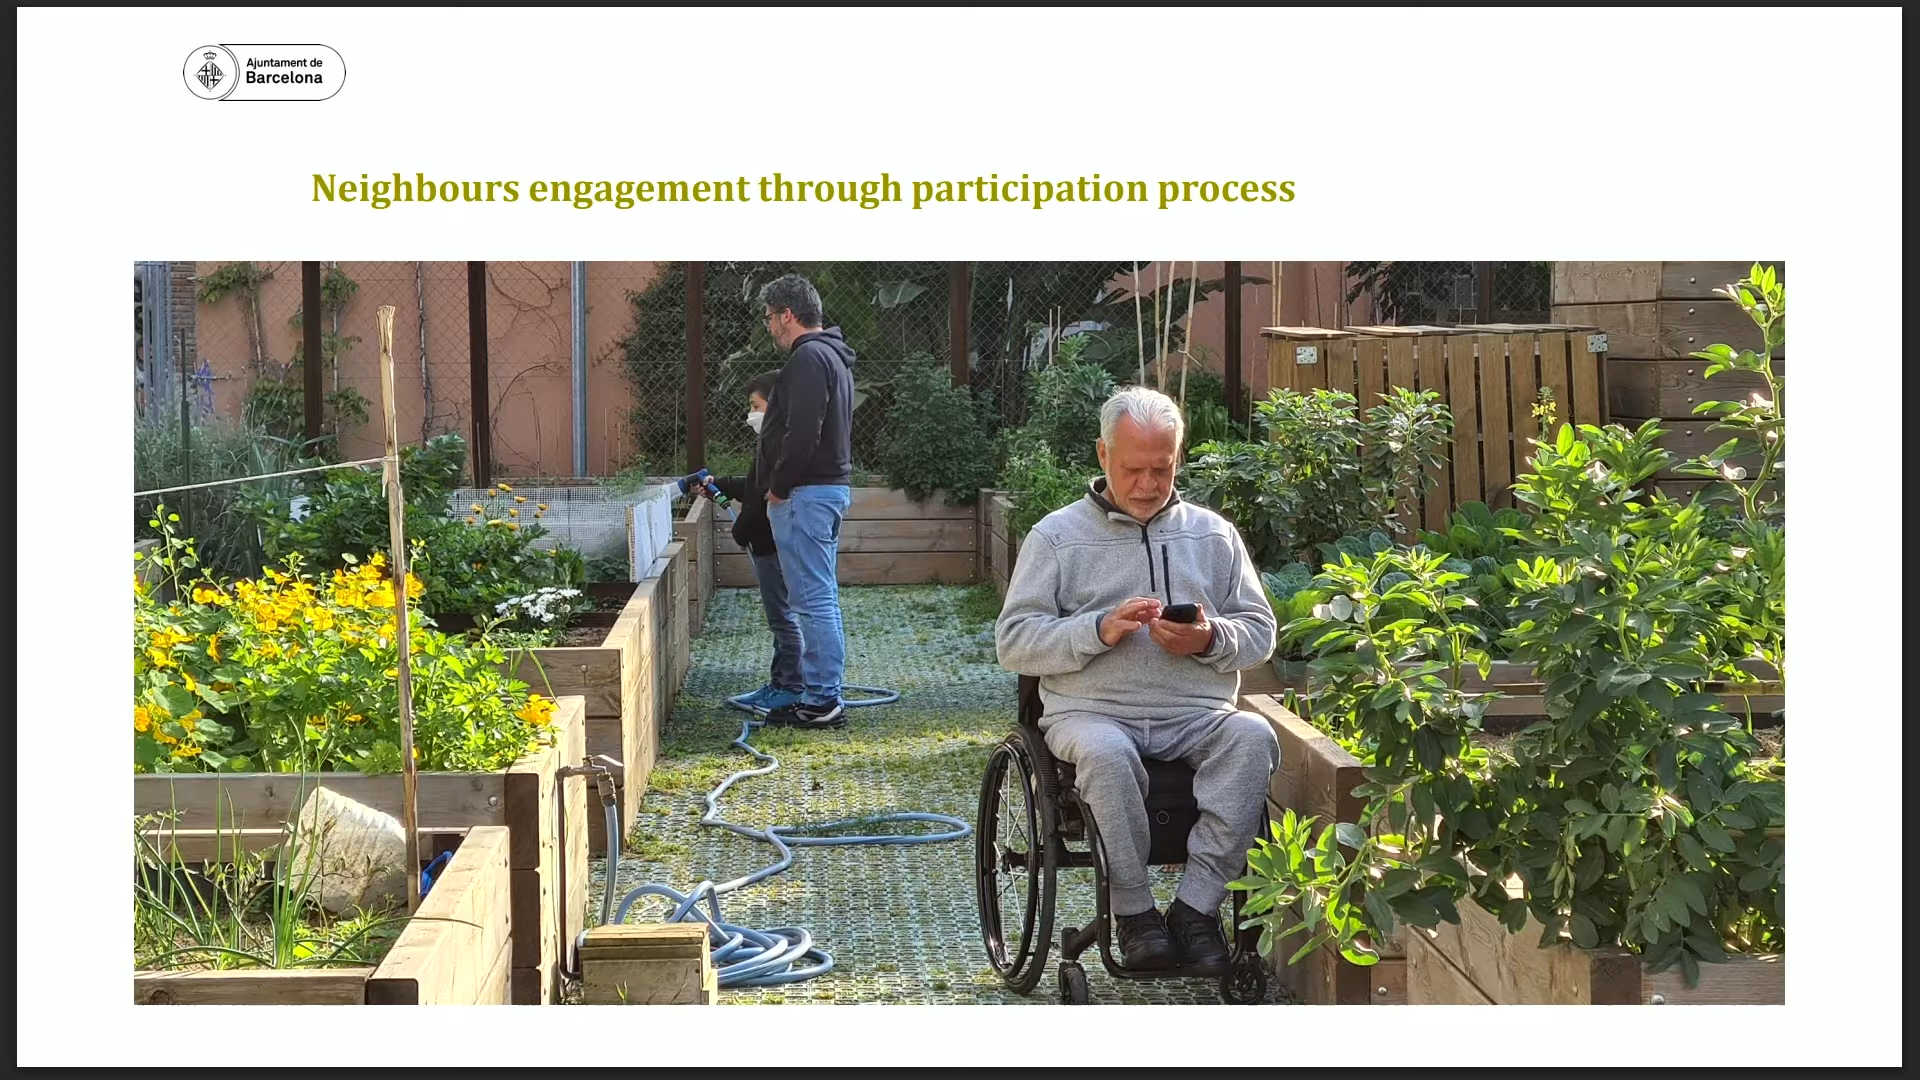 Ajuntament de
Barcelona
Neighbours engagement through participation process